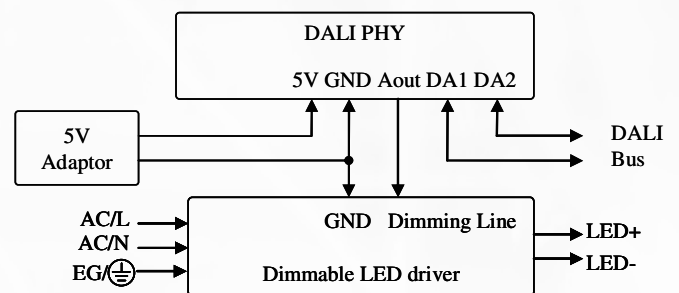 DALI PHY
5V GND Aout DA1 DA2
5V
Adaptor
DALI
Bus
AC/L
AC/N
EG/
GND Dimming Line
Dimmable LED driver
LED+
LED-